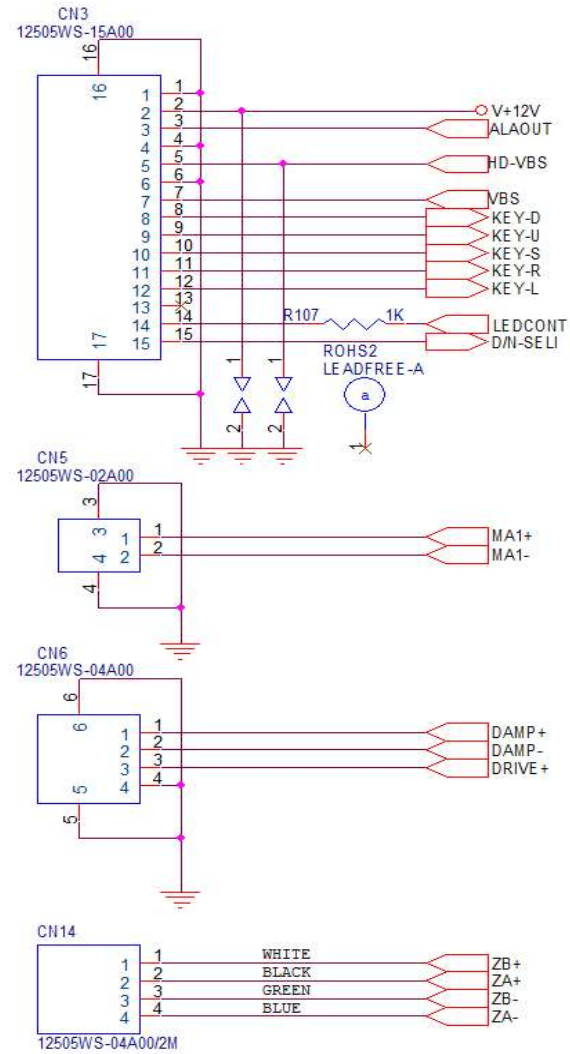 CN3
12505WS-15A00
16
16
1 1
2 2 V+12V
3 3 ALAOUT
4 4
5 5 HD-VBS
6 6
7 7 VBS
8 8 KEY-D
9 9 KEY-U
10 10 KEY-S
11 11 KEY-R
12 12 KEY-L
13 13
14 14 R107 1K LEDCONT
15 15 D/N-SELI
17
17
ROHS2
LEADFREE-A
1 1
a
2 2
1
CN5
12505WS-02A00
3
3
1 1 MA1+
2 2 MA1-
4
4
CN6
12505WS-04A00
6
6
1 1 DAMP+
2 2 DAMP-
3 3 DRIVE+
4 4
5
5
CN14
1 1 WHITE ZB+
2 2 BLACK ZA+
3 3 GREEN ZB-
4 4 BLUE ZA-
12505WS-04A00/2M